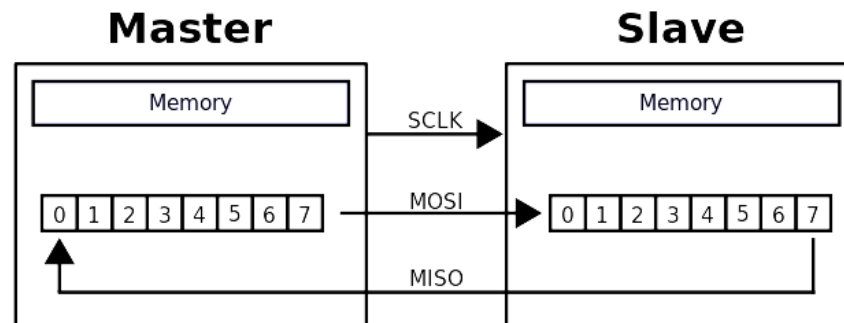 Master Slave
Memory Memory
SCLK
0 1 2 3 4 5 6 7 MOSI 0 1 2 3 4 5 6 7
MISO